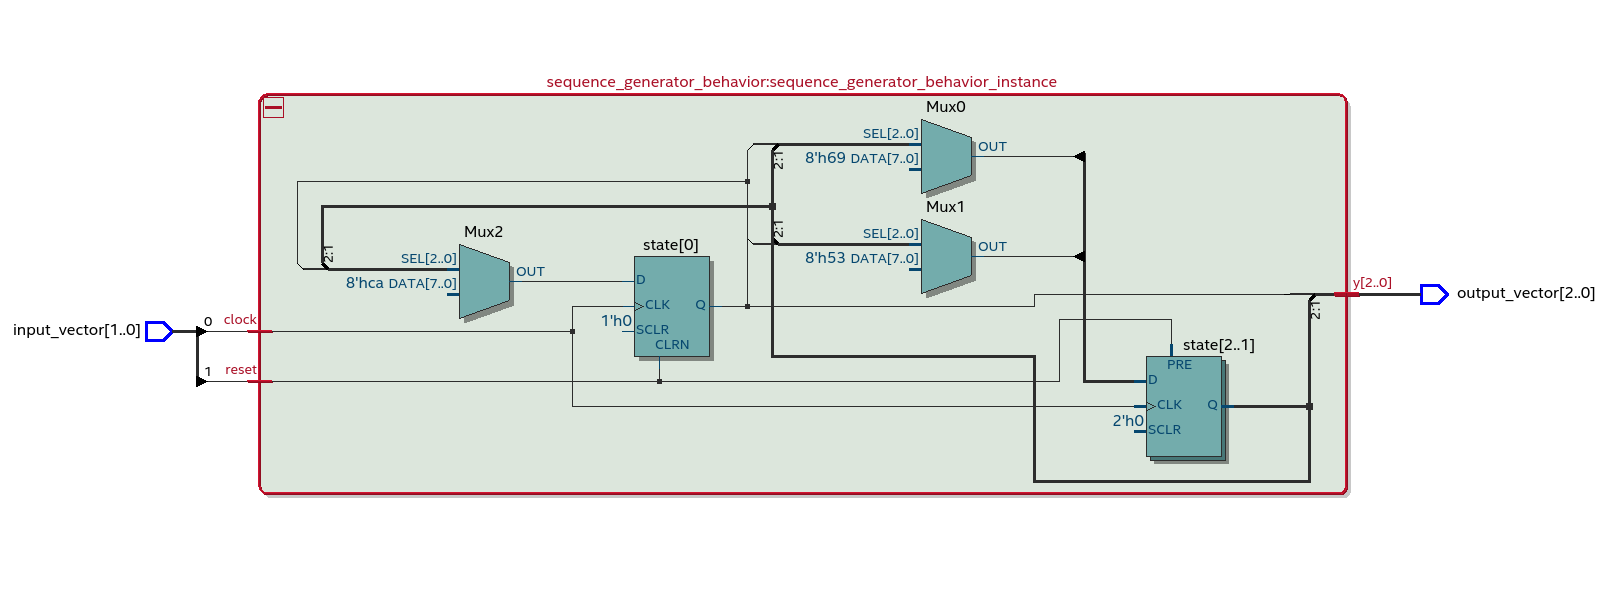 sequence_generator_behavior:sequence_generator_behavior_instance
Mux0
SEL[2..0]
OUT
8'h69 DATA[7..0]
2:1
Mux1
SEL[2..0]
OUT
8'h53 DATA[7..0]
2:1
Mux2
SEL[2..0]
OUT
8'hca DATA[7..0]
2:1
state[0]
D
CLK
Q
1'h0
SCLR
CLRN
y[2..0]
output_vector[2..0]
2:1
input_vector[1..0]
0
clock
1
reset
state[2..1]
PRE
D
CLK
Q
2'h0
SCLR